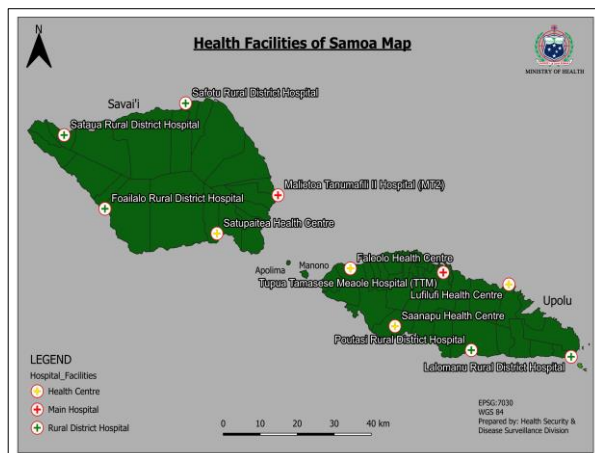 N
Health Facilities of Samoa Map
MINISTRY OF HEALTH
Savai'i
Safotu Rural District Hospital
Sataua Rural District Hospital
Malietoa Tanumafili II Hospital (MT2)
Foailalo Rural District Hospital
Satupaitea Health Centre
Faleolo Health Centre
Apolima
Manono
Tupua Tamasese Meaole Hospital (TTM)
Lufilufi Health Centre
Upolu
Saanapu Health Centre
Poutasi Rural District Hospital
Lalomanu Rural District Hospital
LEGEND
Hospital_Facilities
Health Centre
Main Hospital
Rural District Hospital
0 10 20 30 40 km
EPSG:7030
WGS 84
Prepared by: Health Security &
Disease Surveillance Division